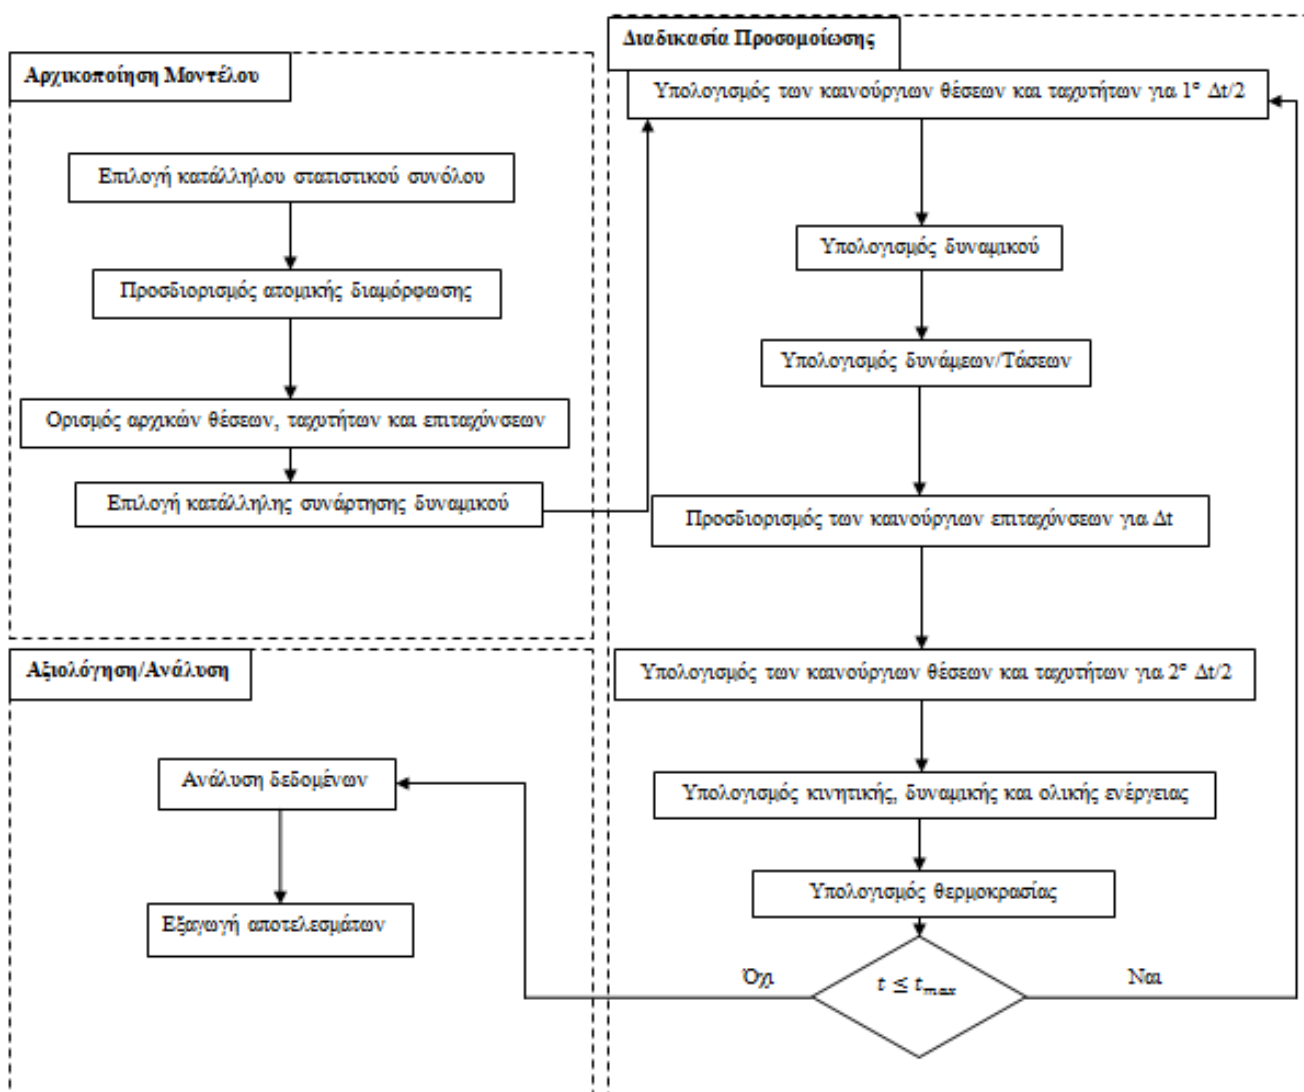 Αρχικοποίηση Μοντέλου
Επιλογή κατάλληλου στατιστικού συνόλου
Προσδιορισμός ατομικής διαμόρφωσης
Ορισμός αρχικών θέσεων, ταχυτήτων και επιταχύνσεων
Επιλογή κατάλληλης συνάρτησης δυναμικού
Διαδικασία Προσομοίωσης
Υπολογισμός των καινούργιων θέσεων και ταχυτήτων για 1° Δt/2
Υπολογισμός δυναμικού
Υπολογισμός δυνάμεων/Τάσεων
Προσδιορισμός των καινούργιων επιταχύνσεων για Δt
Υπολογισμός των καινούργιων θέσεων και ταχυτήτων για 2° Δt/2
Υπολογισμός κινητικής, δυναμικής και ολικής ενέργειας
Υπολογισμός θερμοκρασίας
Όχι
t ≤ tmax
Ναι
Αξιολόγηση/Ανάλυση
Ανάλυση δεδομένων
Εξαγωγή αποτελεσμάτων